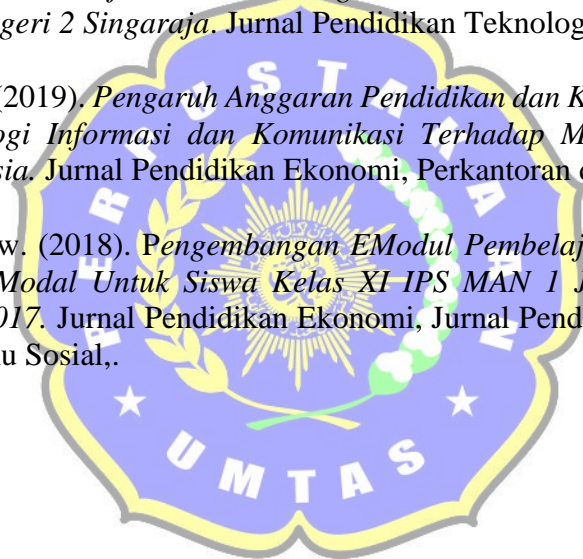 geri 2 Singaraja. Jurnal Pendidikan Teknolog
(2019). Pengaruh Anggaran Pendidikan dan K
ogi Informasi dan Komunikasi Terhadap M
sia. Jurnal Pendidikan Ekonomi, Perkantoran
w. (2018). Pengembangan EModul Pembelaj
Modal Untuk Siswa Kelas XI IPS MAN 1 J
017. Jurnal Pendidikan Ekonomi, Jurnal Pend
u Sosial,.
PERPUSTAKAAN
UMTAS